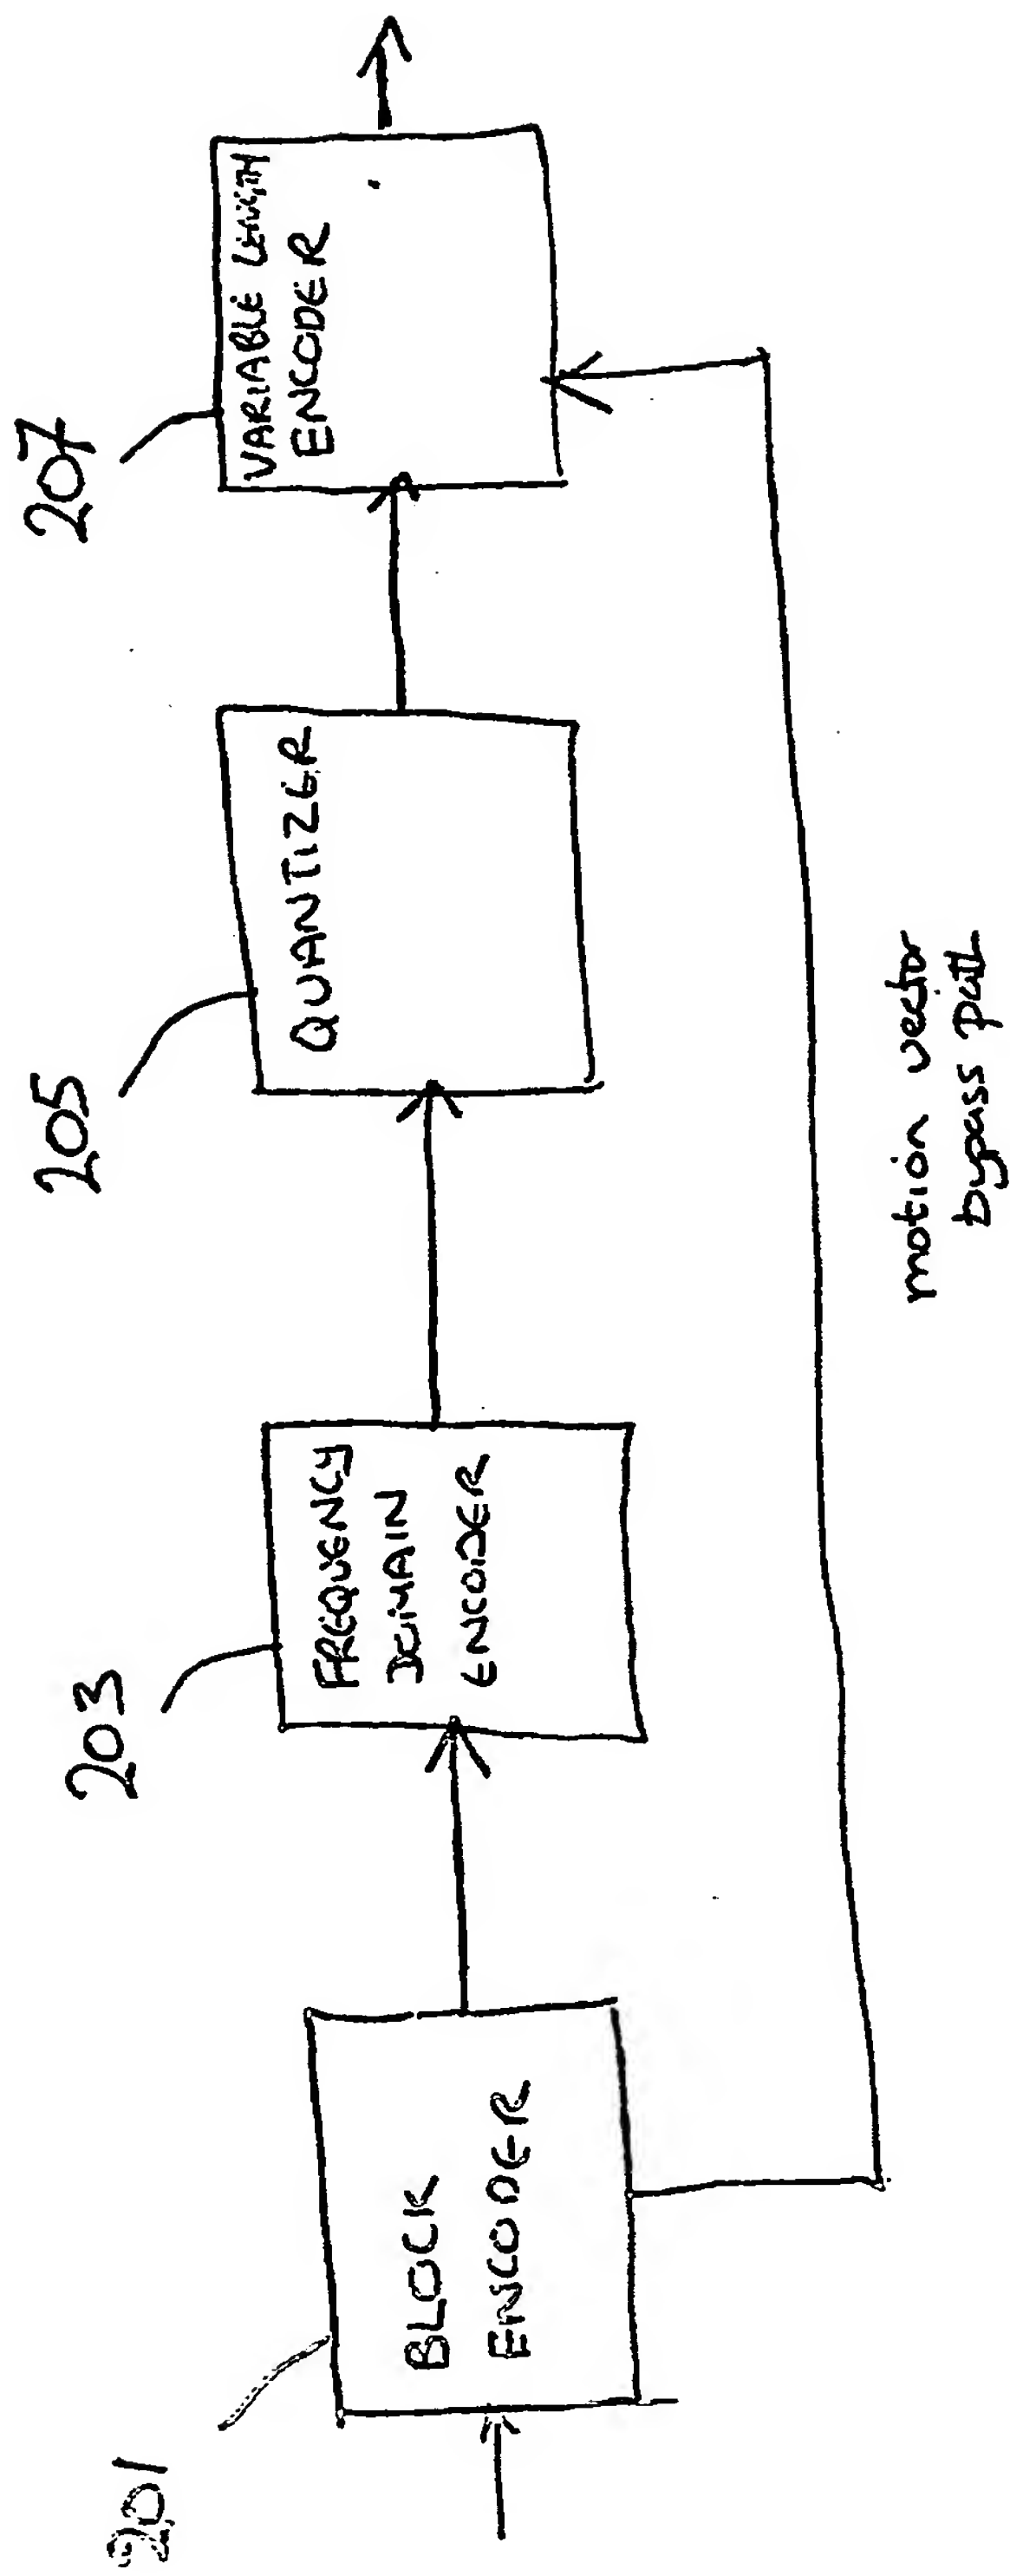 201
BLOCK
ENCODER
203
FREQUENCY
DOMAIN
ENCODER
205
QUANTIZER
207
VARIABLE LENGTH
ENCODER
motion vector
bypass path